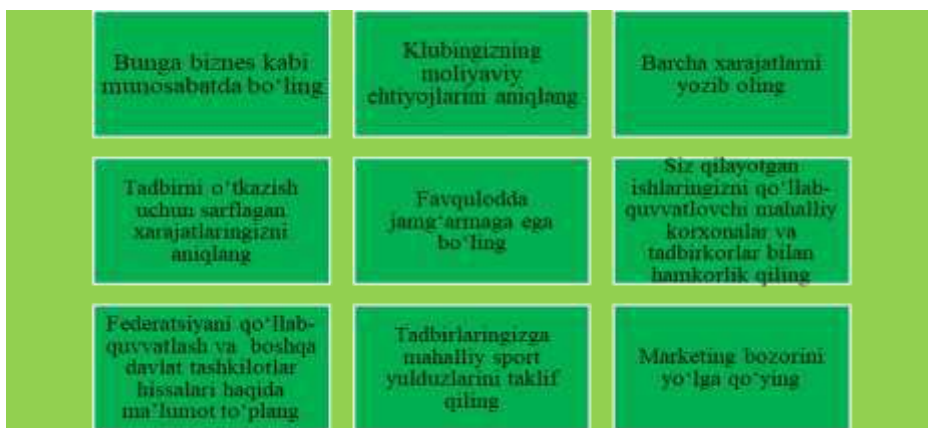 Bunga biznes kabi
munosabatda bo‘ling
Klubingizning
moliyaviy
ehtiyojlarini aniqlang
Barcha xarajatlarni
yozib oling
Tadbirni o‘tkazish
uchun sarflagan
xarajatlaringizni
aniqlang
Favqulodda
jamg‘armaga ega
bo‘ling
Siz qilayotgan
ishlaringizni qo‘llab-
quvvatlovchi mahalliy
korxonalar va
tadbirkorlar bilan
hamkorlik qiling
Federatsiyani qo‘llab-
quvvatlash va boshqa
davlat tashkilotlar
hissalari haqida
ma’lumot to‘plang
Tadbirlaringizga
mahalliy sport
yulduzlarini taklif
qiling
Marketing bozorini
yo‘lga qo‘ying